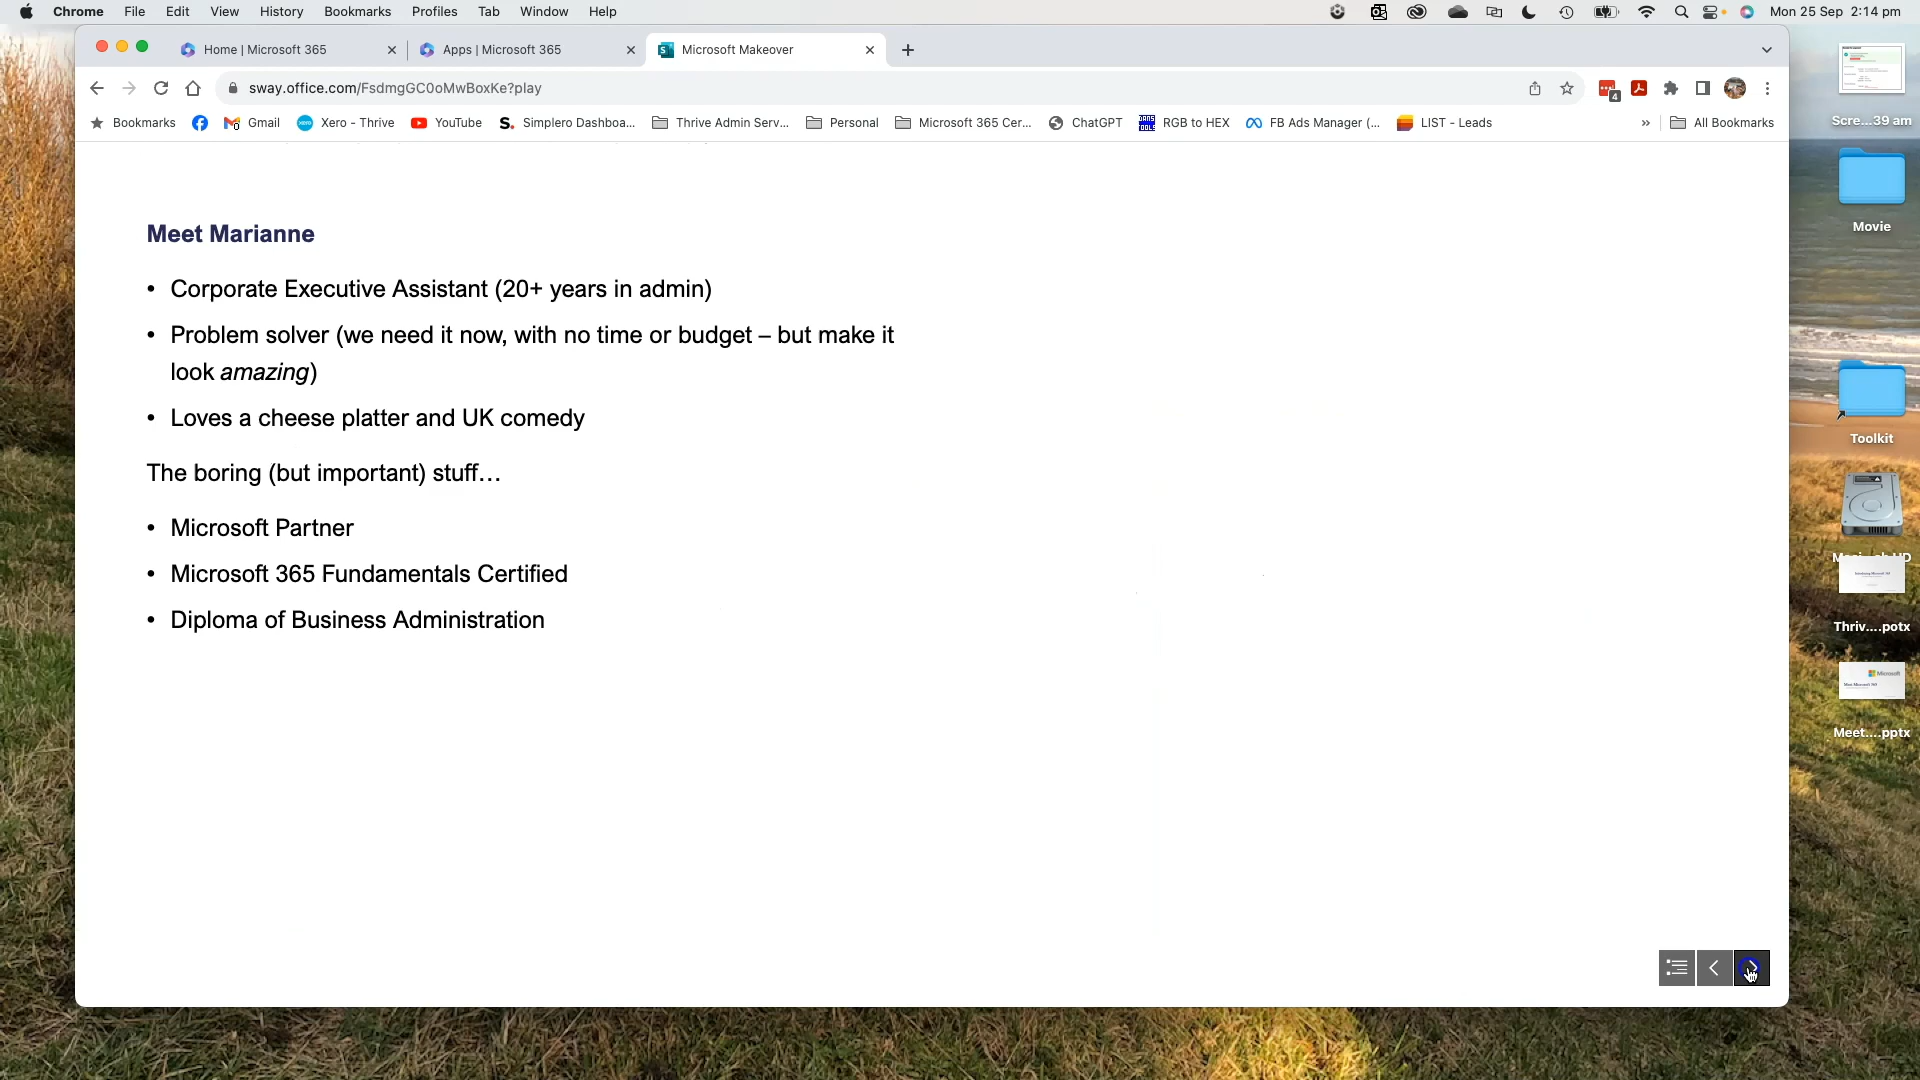 Chrome File Edit View History Bookmarks Profiles Tab Window Help Mon 25 Sep 2:14 pm
Home | Microsoft 365 Apps | Microsoft 365 Microsoft Makeover
sway.office.com/FsdmgGC0oMwBoxKe?play 4
Bookmarks Gmail Xero - Thrive YouTube Simplero Dashboa... Thrive Admin Serv... Personal Microsoft 365 Cer... ChatGPT RGB to HEX FB Ads Manager (... LIST - Leads » All Bookmarks
Scre...39 am
Movie
Toolkit
Thriv....potx
Meet....pptx
Meet Marianne
• Corporate Executive Assistant (20+ years in admin)
• Problem solver (we need it now, with no time or budget – but make it
look amazing)
• Loves a cheese platter and UK comedy
The boring (but important) stuff…
• Microsoft Partner
• Microsoft 365 Fundamentals Certified
• Diploma of Business Administration